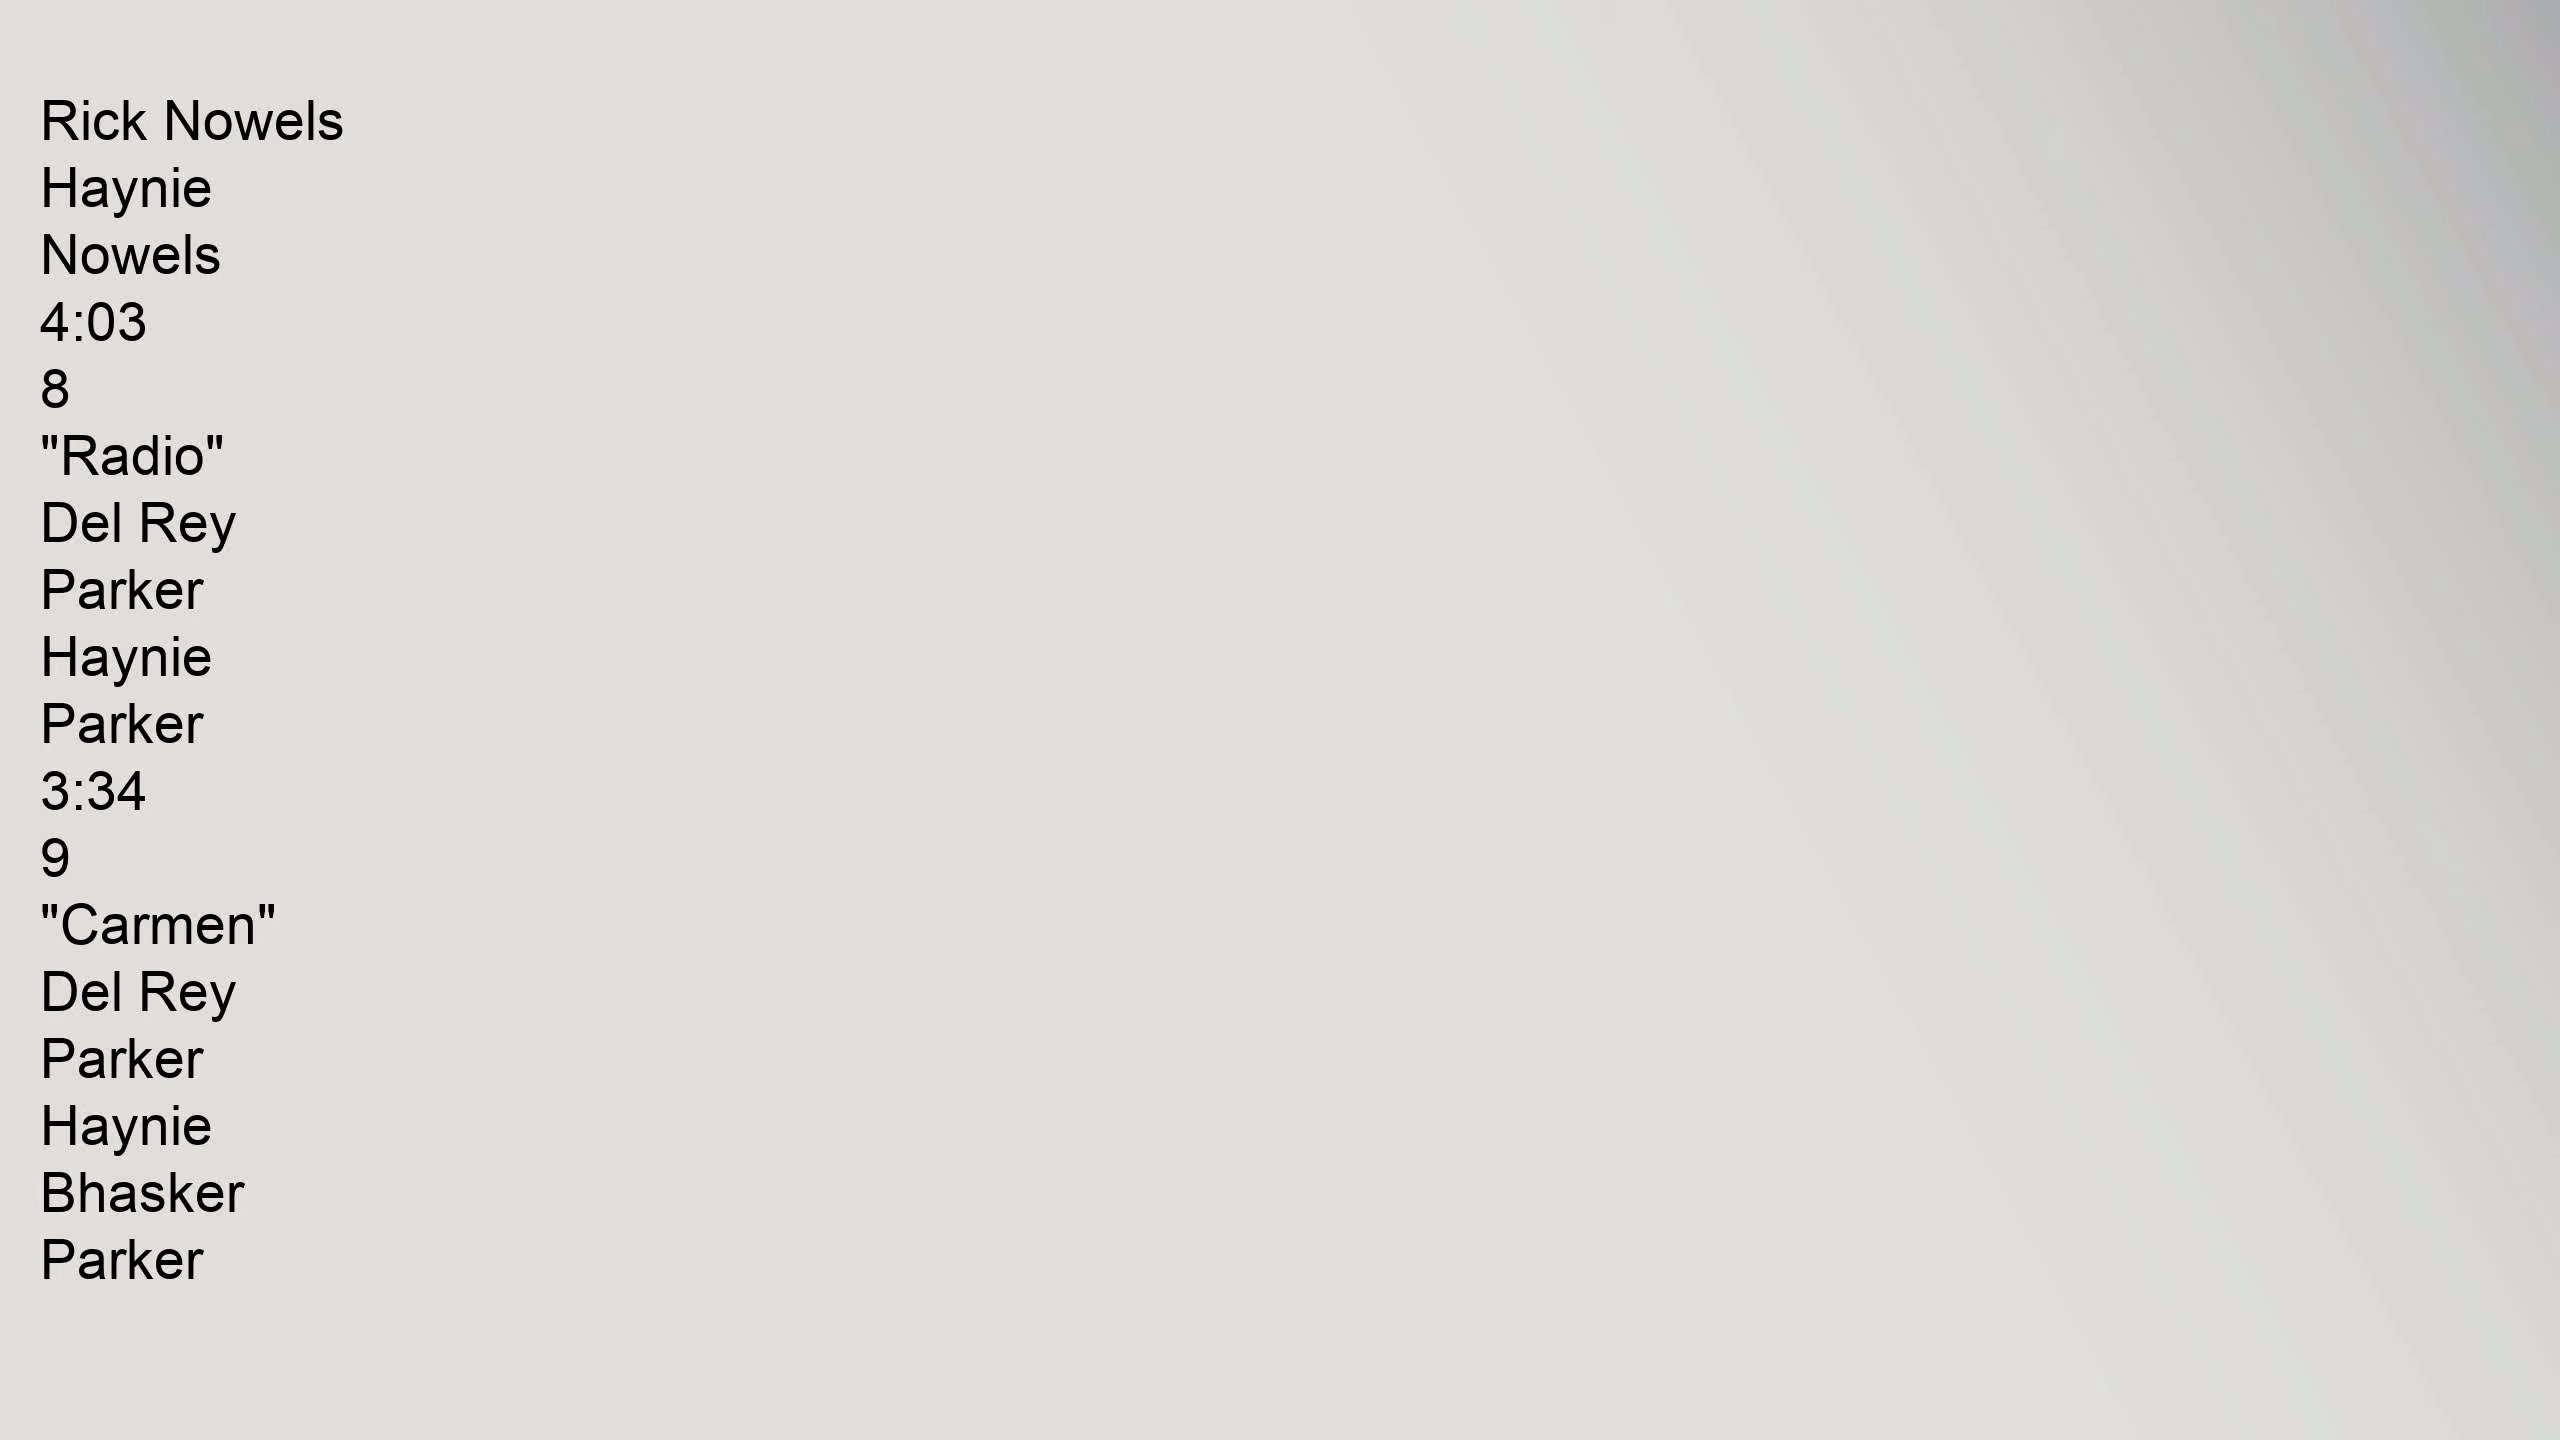 Rick Nowels
Haynie
Nowels
4:03
8
"Radio"
Del Rey
Parker
Haynie
Parker
3:34
9
"Carmen"
Del Rey
Parker
Haynie
Bhasker
Parker